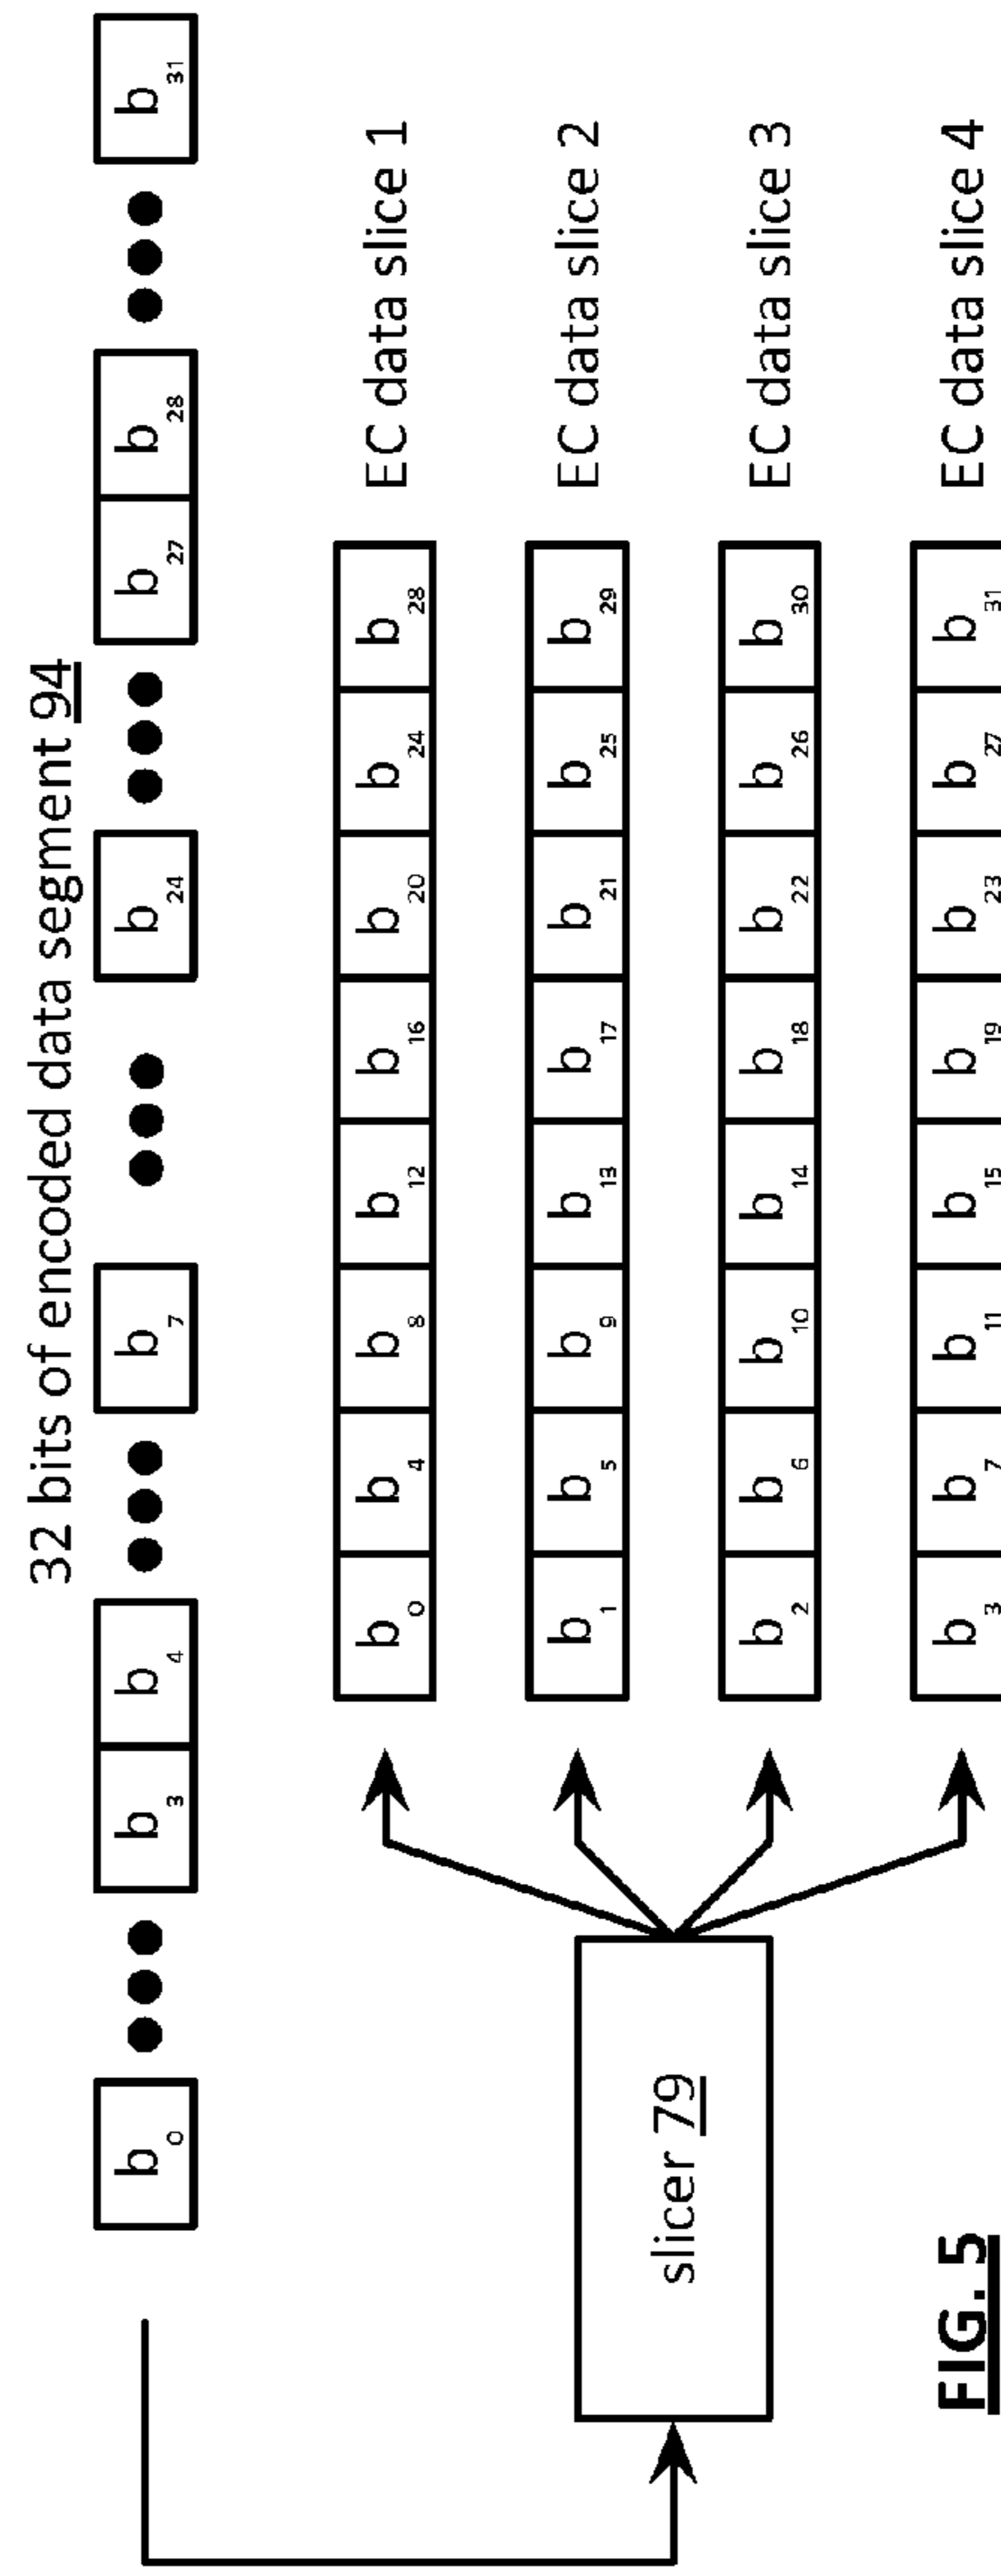 32 bits of encoded data segment 94
b0 ●●● b3 b4 ●●● b7 ●●● b24 ●●● b27 b28 ●●● b31
b0 b4 b8 b12 b16 b20 b24 b28 EC data slice 1
b1 b5 b9 b13 b17 b21 b25 b29 EC data slice 2
slicer 79
b2 b6 b10 b14 b18 b22 b26 b30 EC data slice 3
b3 b7 b11 b15 b19 b23 b27 b31 EC data slice 4
FIG. 5